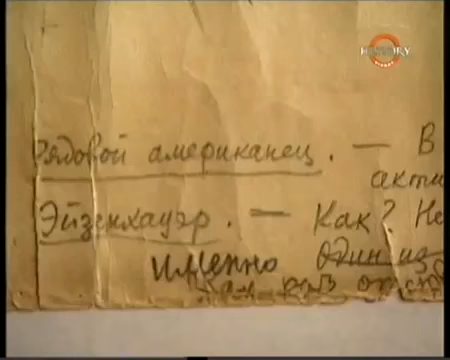 HISTORY
Рядовой американец. — В
акти
Эйзенхауэр. — Как? Не
именно один из